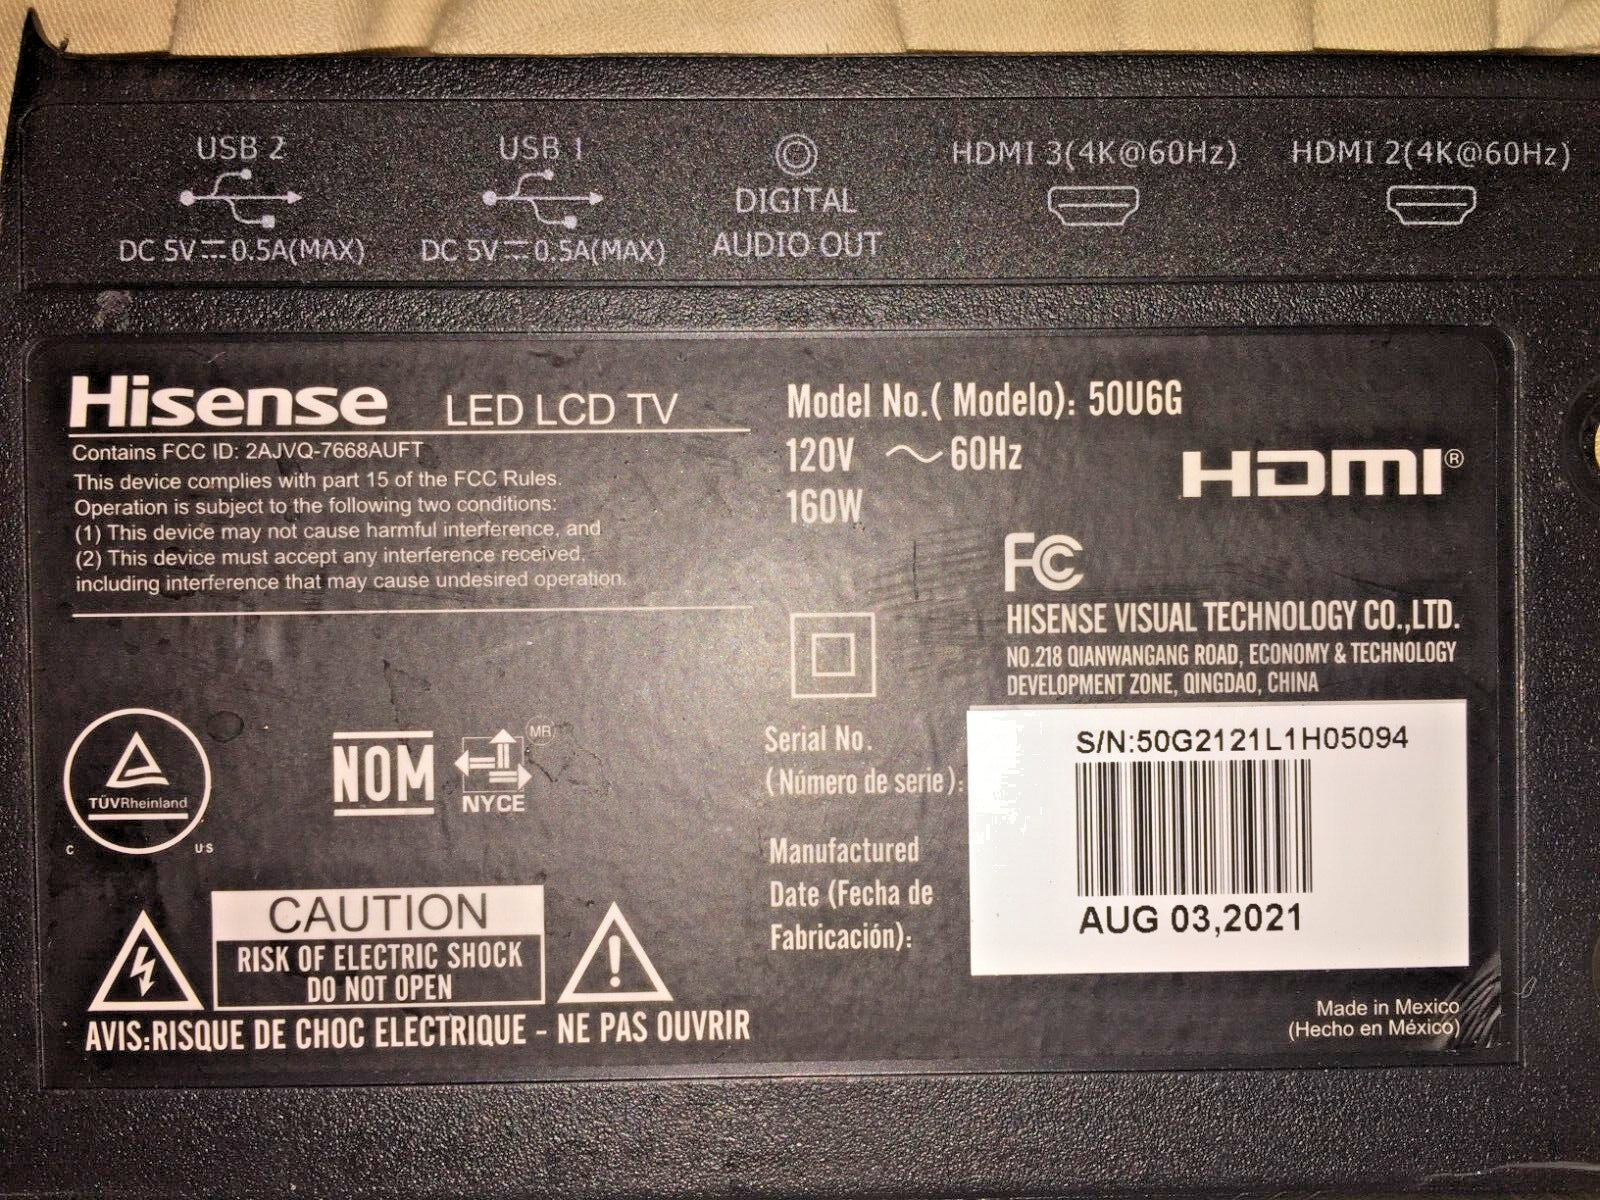 USB 2
DC 5V⎓0.5A(MAX)
USB 1
DC 5V⎓0.5A(MAX)
DIGITAL
AUDIO OUT
HDMI 3(4K@60Hz)
HDMI 2(4K@60Hz)
Hisense LED LCD TV
Contains FCC ID: 2AJVQ-7668AUFT
This device complies with part 15 of the FCC Rules.
Operation is subject to the following two conditions:
(1) This device may not cause harmful interference, and
(2) This device must accept any interference received,
including interference that may cause undesired operation.
Model No.( Modelo): 50U6G
120V ～ 60Hz
160W
HDMI®
FC
HISENSE VISUAL TECHNOLOGY CO.,LTD.
NO.218 QIANWANGANG ROAD, ECONOMY & TECHNOLOGY
DEVELOPMENT ZONE, QINGDAO, CHINA
TÜVRheinland
C US
NOM
NYCE
MR
Serial No.
(Número de serie):
S/N:50G2121L1H05094
Manufactured
Date (Fecha de
Fabricación):
AUG 03,2021
CAUTION
RISK OF ELECTRIC SHOCK
DO NOT OPEN
AVIS:RISQUE DE CHOC ELECTRIQUE - NE PAS OUVRIR
Made in Mexico
(Hecho en México)